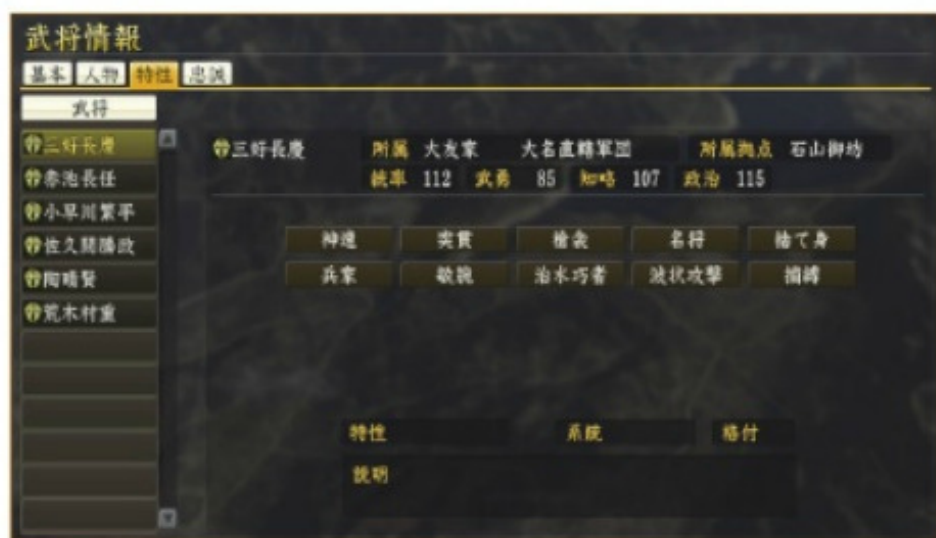 武将情報
基本 人物 特性 忠誠
武将
三好長慶
赤池長任
小早川繁平
佐久間勝政
陶晴賢
荒木村重
三好長慶 所属 大友家 大名直轄軍団 所属拠点 石山御坊
統率 112 武勇 85 知略 107 政治 115
神速 突貫 槍衾 名将 捨て身
兵家 敏腕 治水巧者 波状攻撃 捕縛
特性 系統 格付
説明